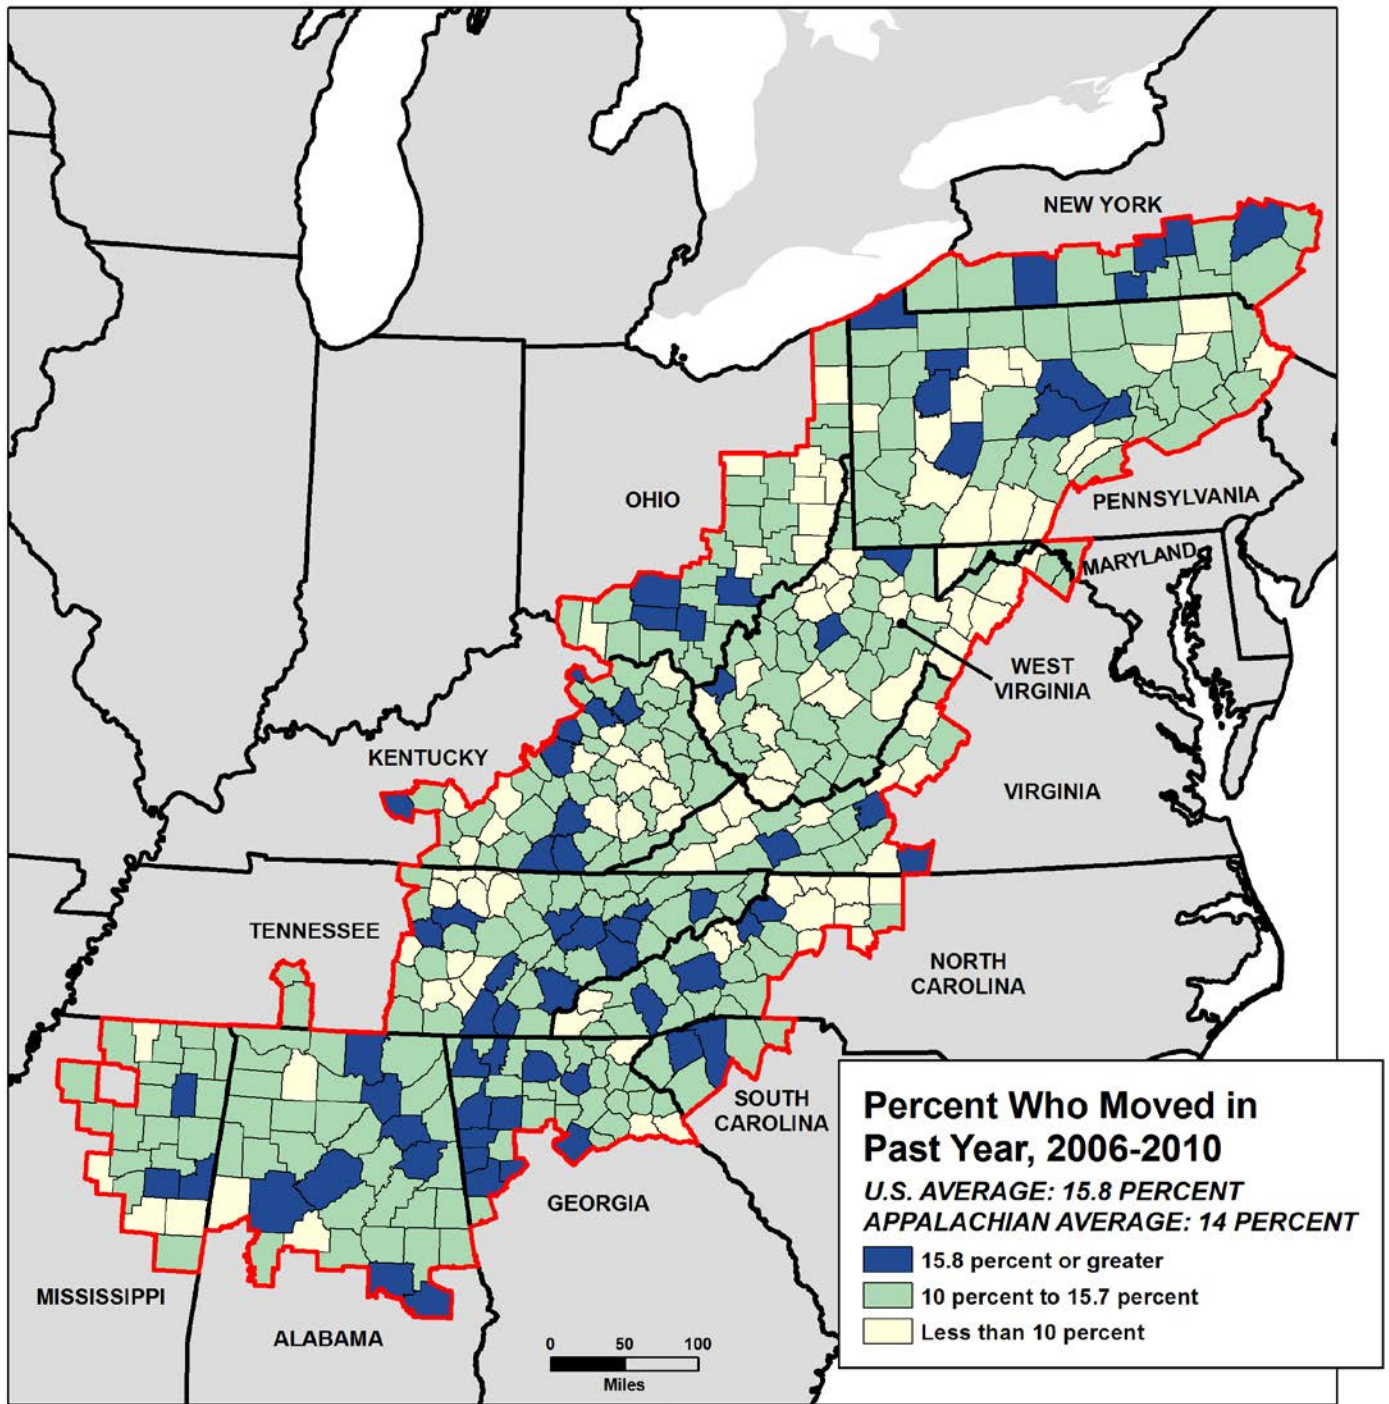 NEW YORK
OHIO
PENNSYLVANIA
MARYLAND
WEST
VIRGINIA
KENTUCKY
VIRGINIA
TENNESSEE
NORTH
CAROLINA
SOUTH
CAROLINA
GEORGIA
MISSISSIPPI
ALABAMA
0 50 100
Miles
Percent Who Moved in
Past Year, 2006-2010
U.S. AVERAGE: 15.8 PERCENT
APPALACHIAN AVERAGE: 14 PERCENT
15.8 percent or greater
10 percent to 15.7 percent
Less than 10 percent